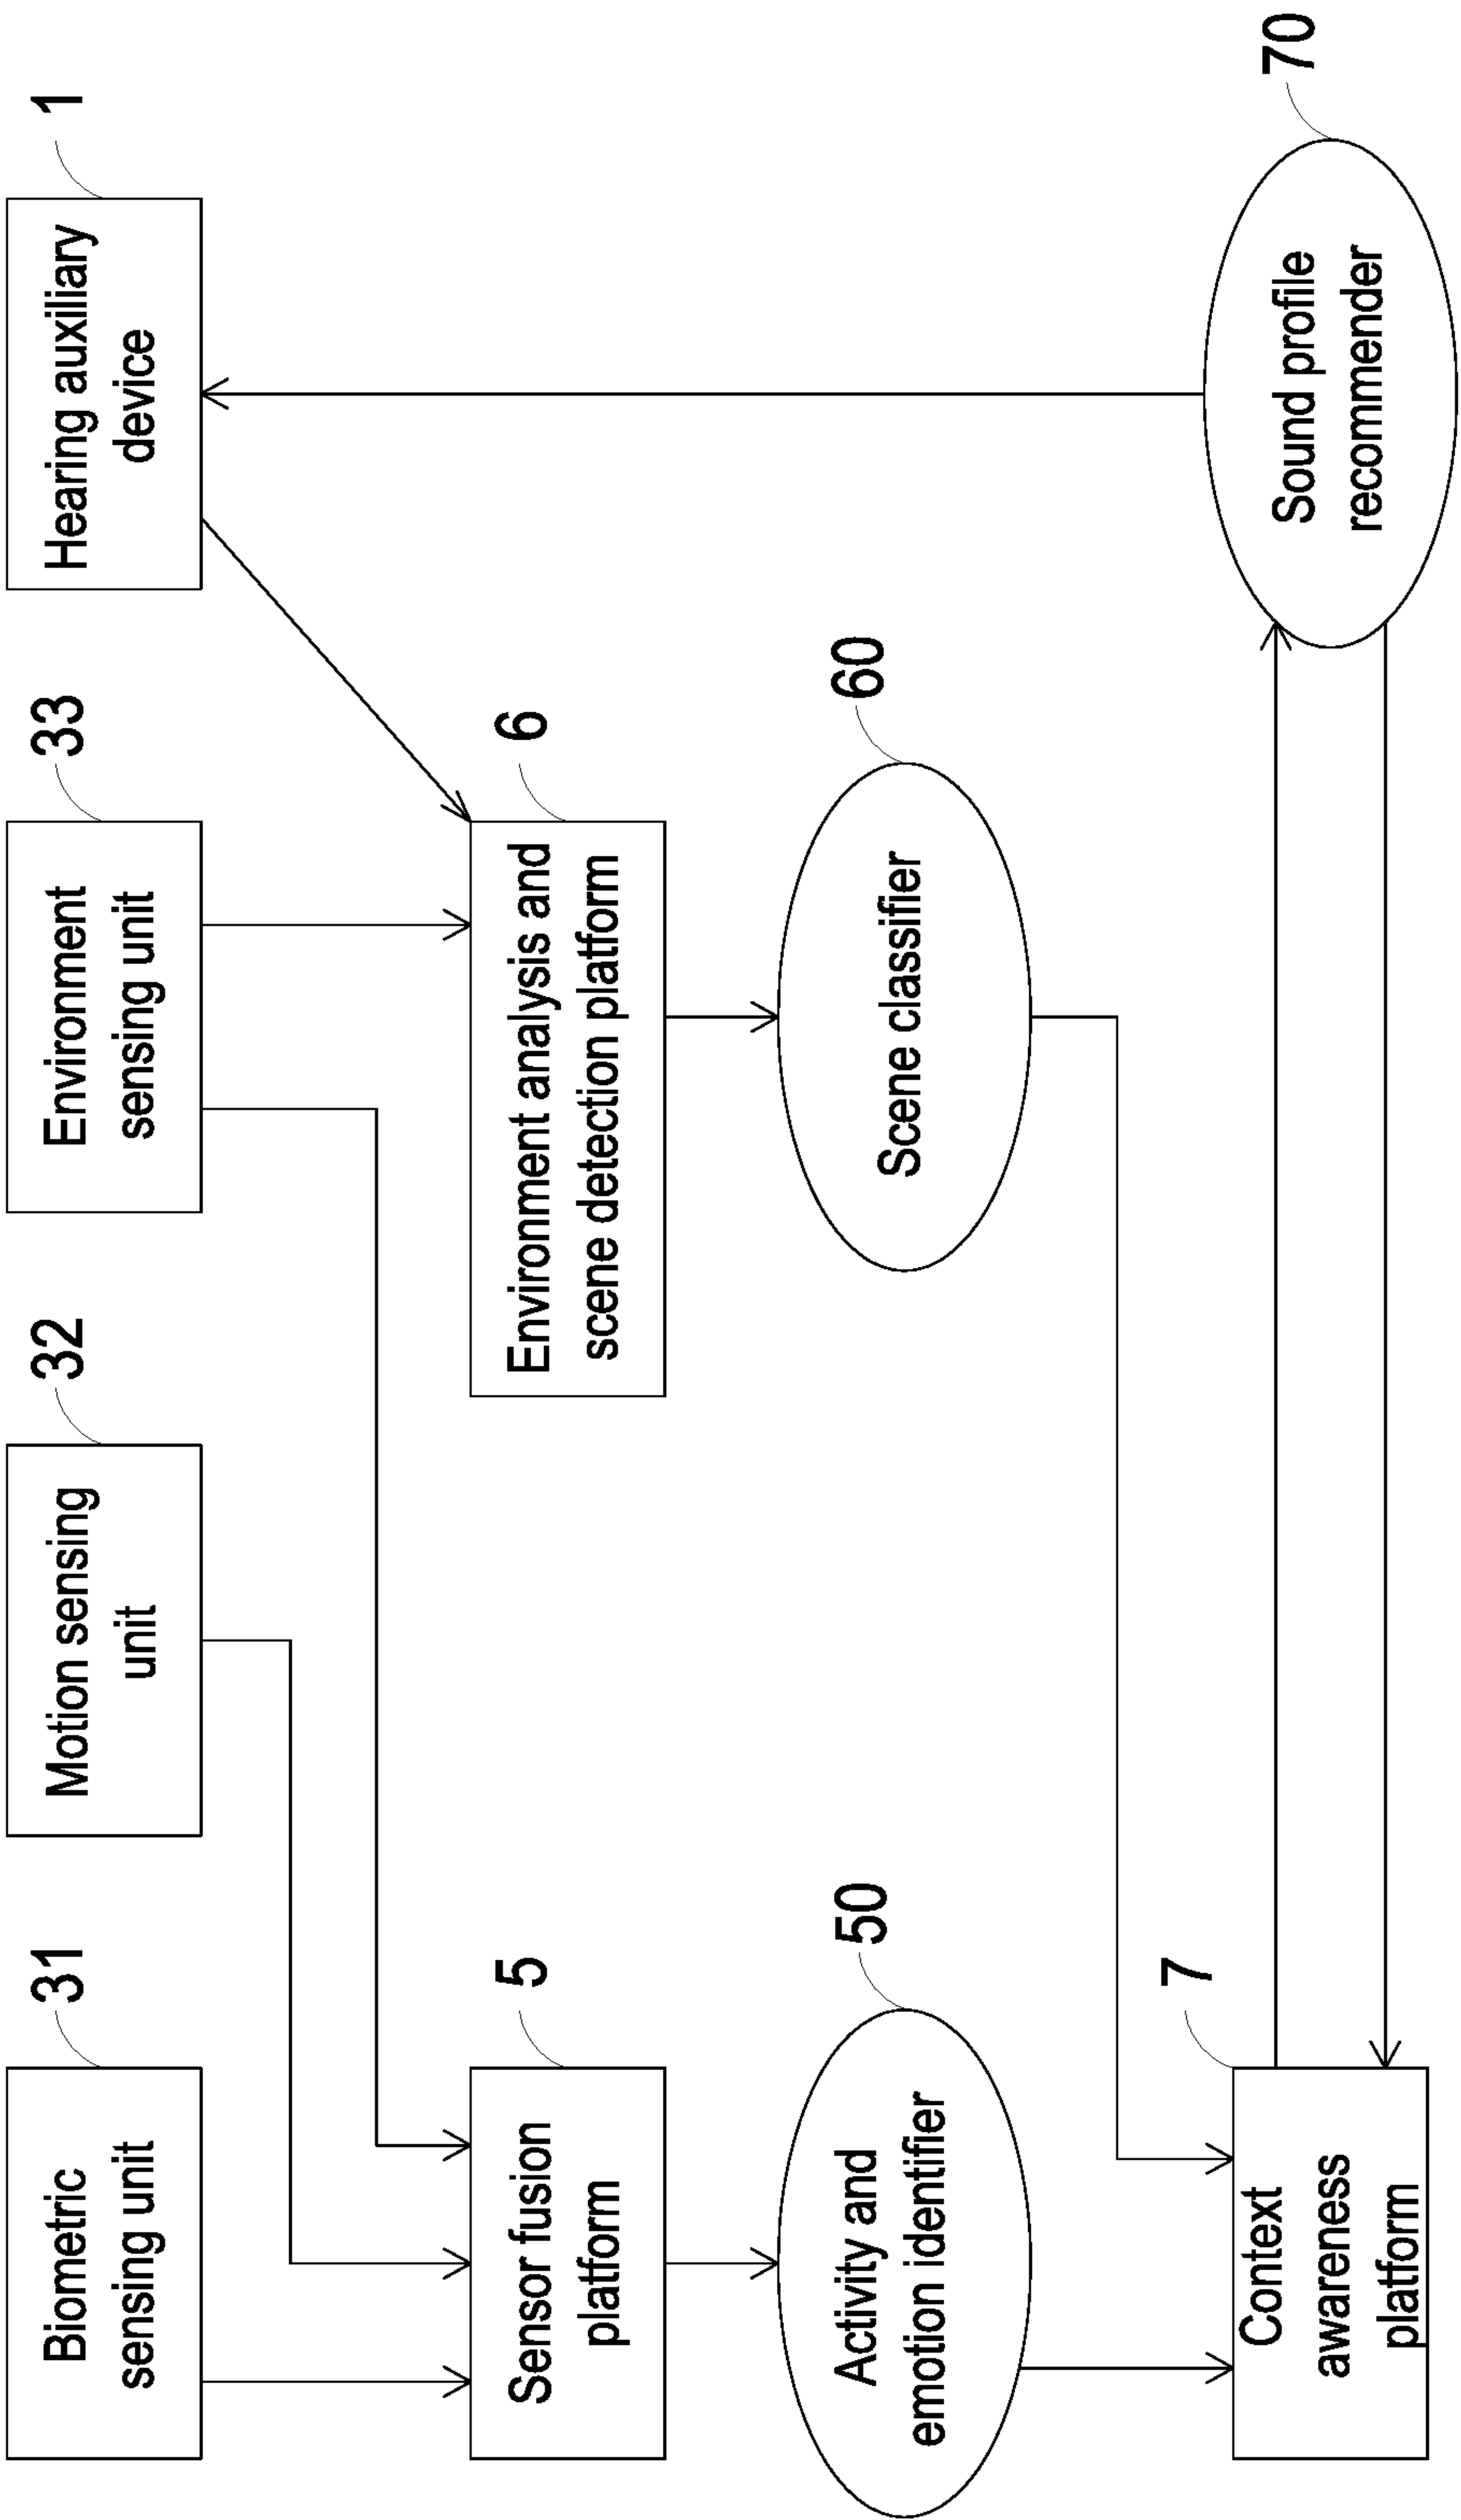 31
Biometric
sensing unit
32
Motion sensing
unit
33
Environment
sensing unit
1
Hearing auxiliary
device
5
Sensor fusion
platform
6
Environment analysis and
scene detection platform
50
Activity and
emotion identifier
60
Scene classifier
7
Context
awareness
platform
70
Sound profile
recommender